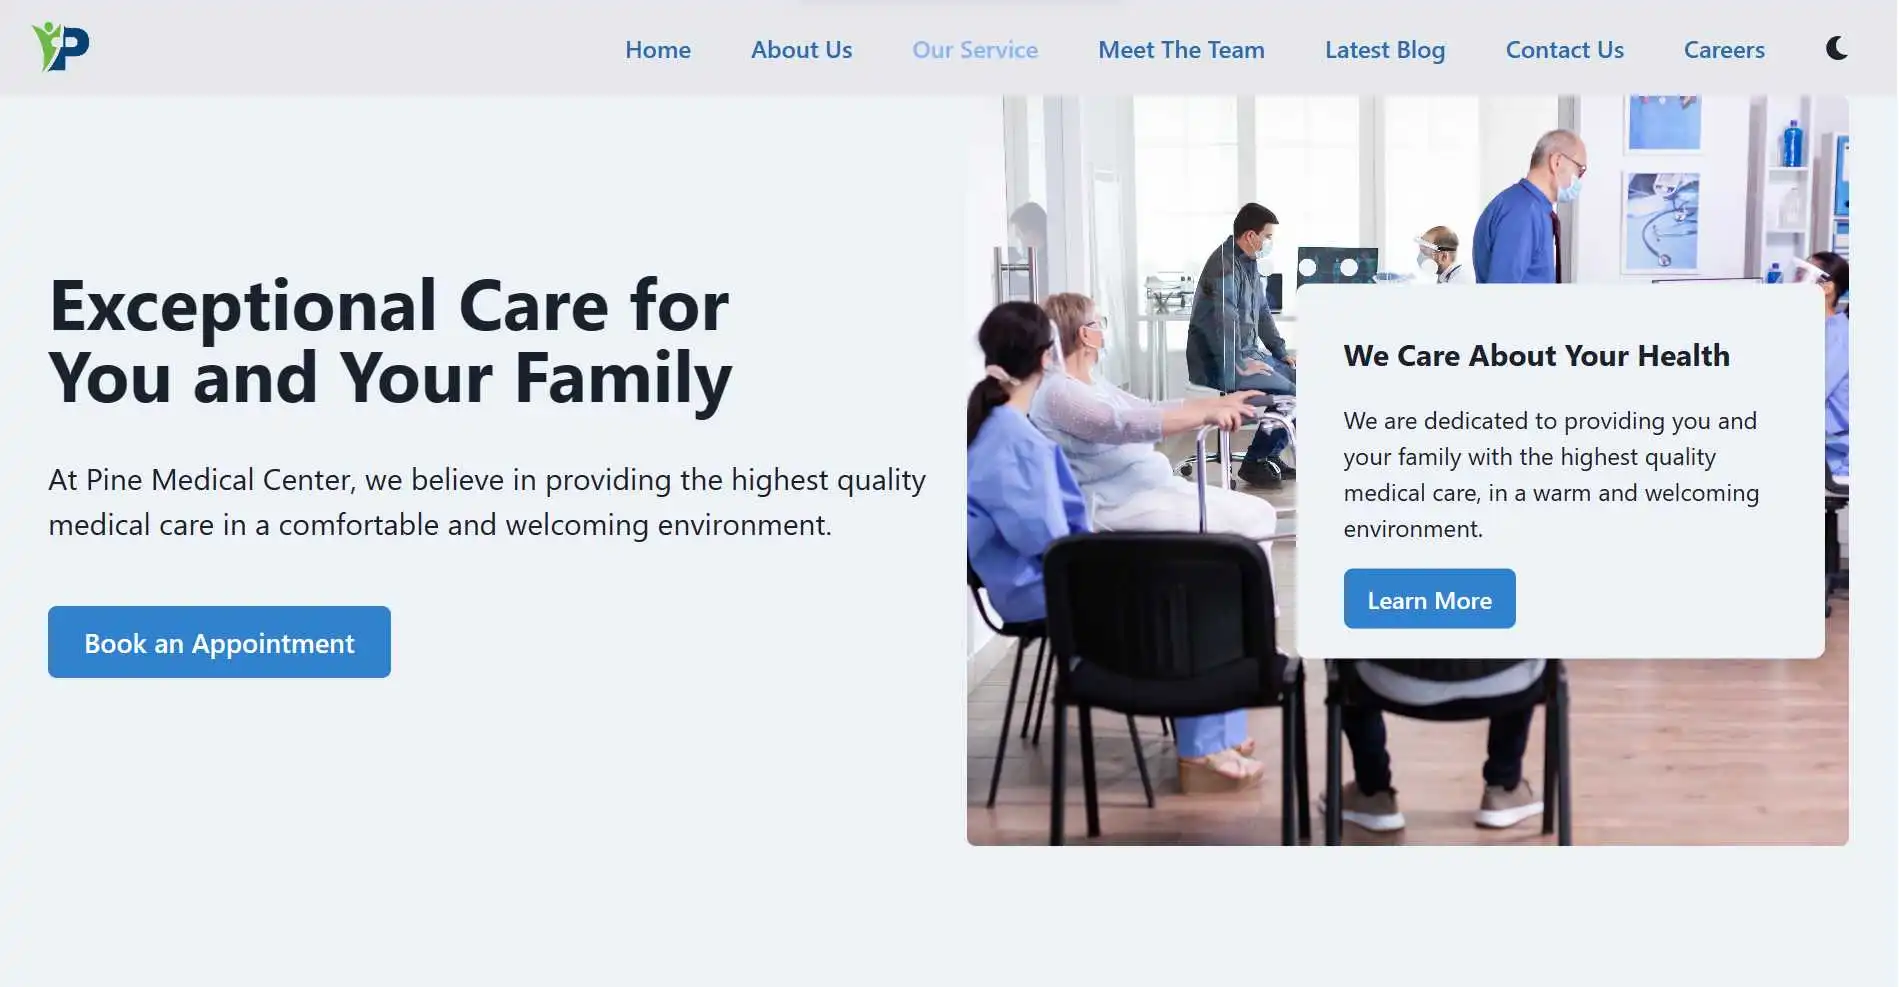 P
Home
About Us
Our Service
Meet The Team
Latest Blog
Contact Us
Careers
Exceptional Care for
You and Your Family
At Pine Medical Center, we believe in providing the highest quality
medical care in a comfortable and welcoming environment.
Book an Appointment
We Care About Your Health
We are dedicated to providing you and
your family with the highest quality
medical care, in a warm and welcoming
environment.
Learn More